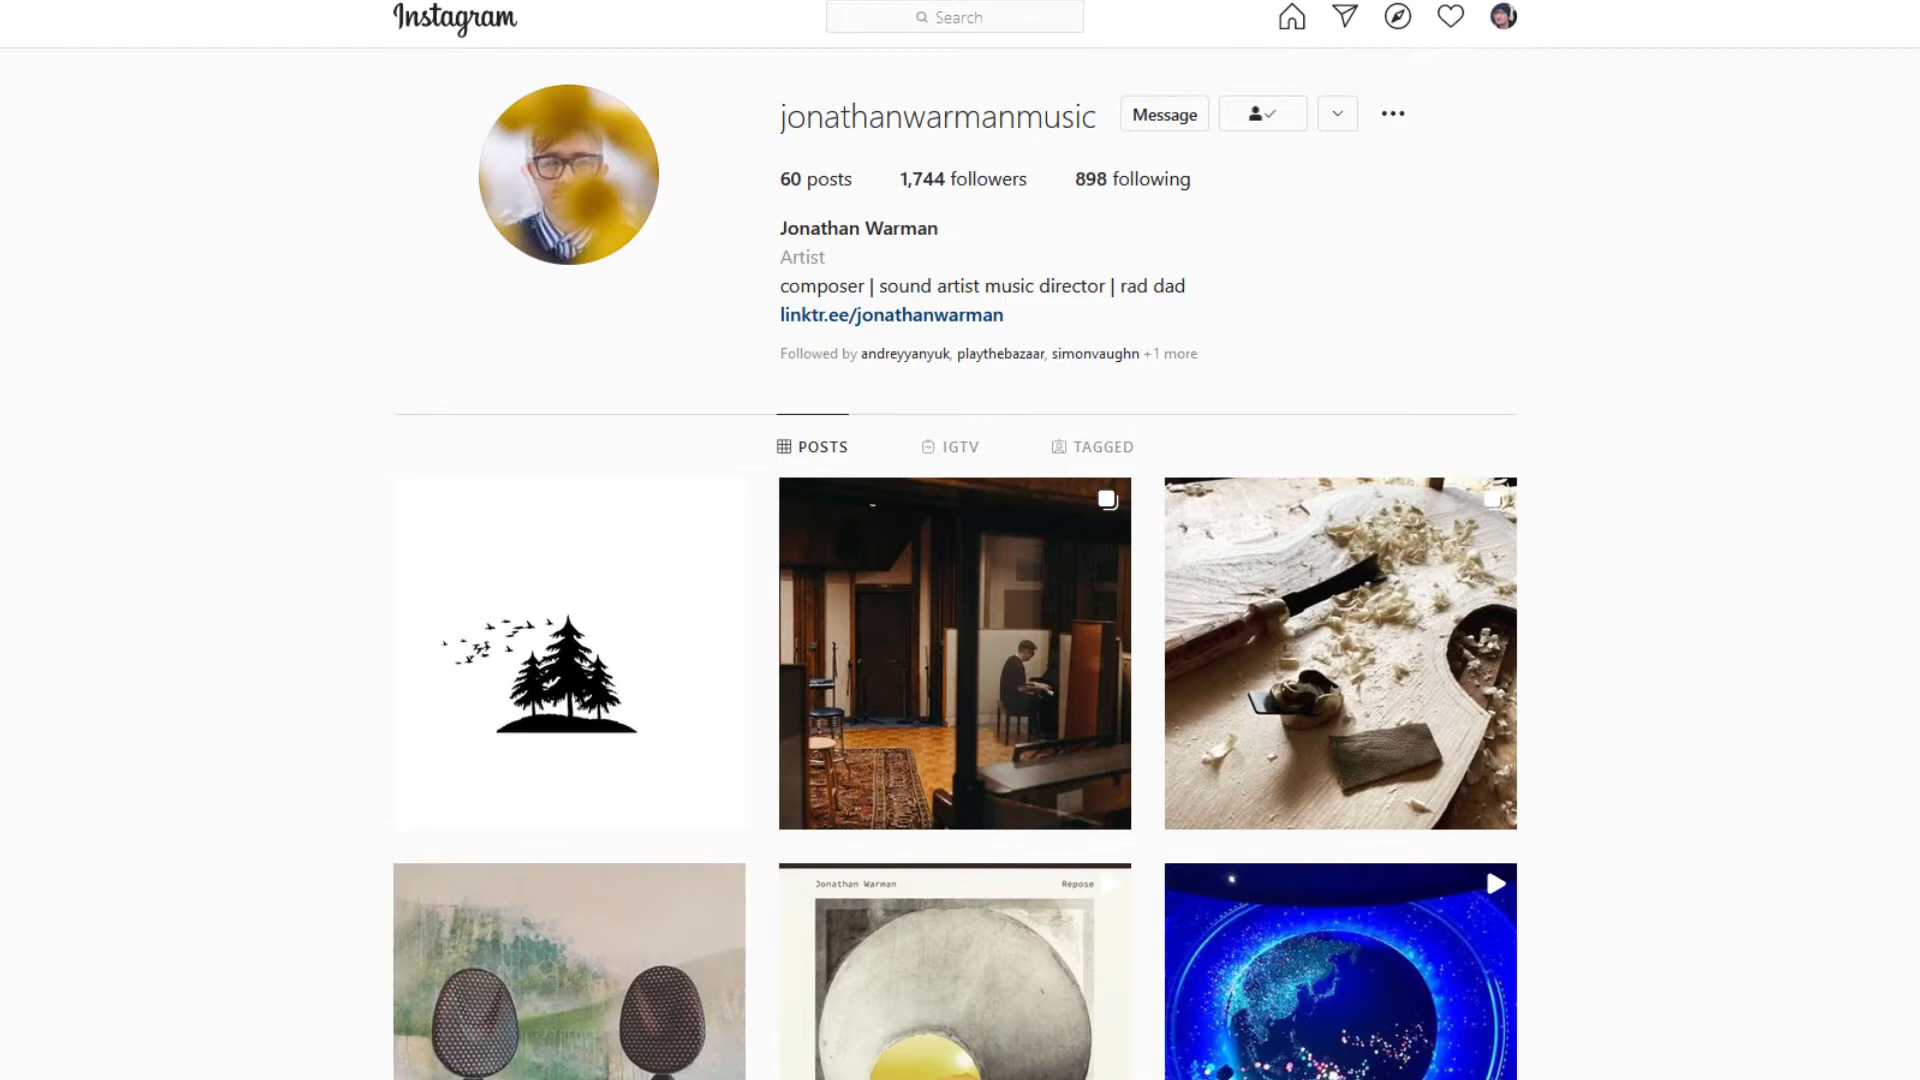 Instagram
Search
jonathanwarmanmusic Message
60 posts 1,744 followers 898 following
Jonathan Warman
Artist
composer | sound artist music director | rad dad
linktr.ee/jonathanwarman
Followed by andreyyanyuk, playthebazaar, simonvaughn +1 more
POSTS IGTV TAGGED
Jonathan Warman Repose